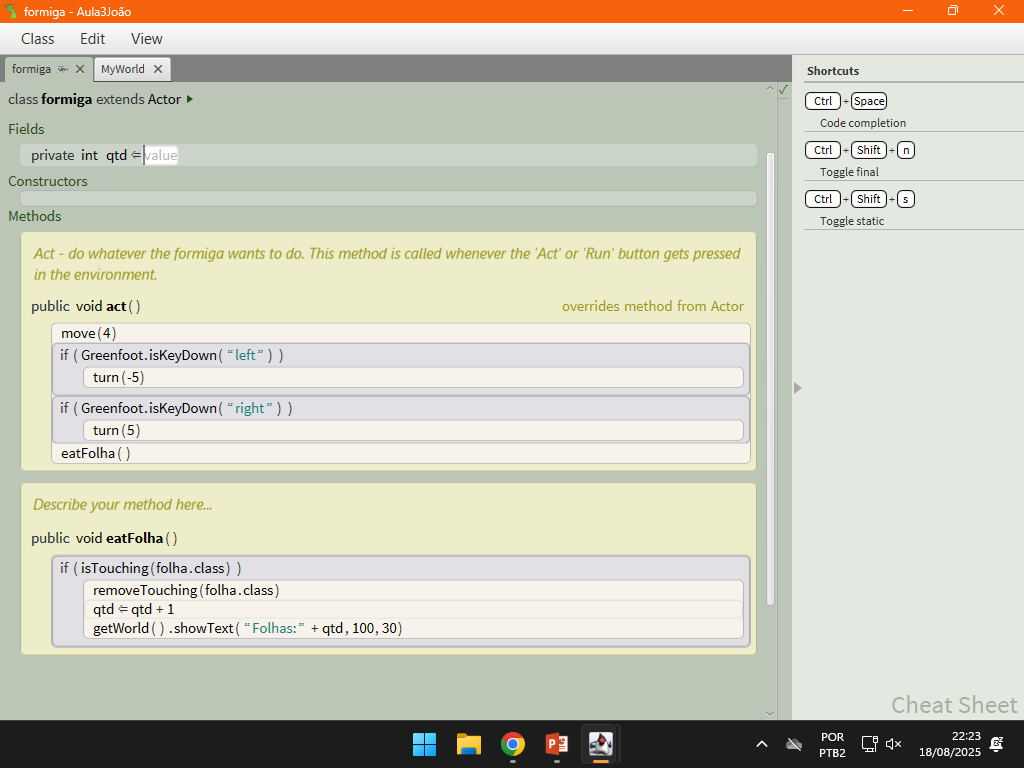 formiga - Aula3João
Class Edit View
formiga MyWorld
class formiga extends Actor
Fields
private int qtd ⇐ value
Constructors
Methods
Act - do whatever the formiga wants to do. This method is called whenever the 'Act' or 'Run' button gets pressed
in the environment.
public void act() overrides method from Actor
move(4)
if ( Greenfoot.isKeyDown( “left” ) )
turn(-5)
if ( Greenfoot.isKeyDown( “right” ) )
turn(5)
eatFolha()
Describe your method here...
public void eatFolha()
if ( isTouching(folha.class) )
removeTouching(folha.class)
qtd ⇐ qtd + 1
getWorld().showText( “Folhas:” + qtd, 100, 30)
Shortcuts
Ctrl + Space
Code completion
Ctrl + Shift + n
Toggle final
Ctrl + Shift + s
Toggle static
Cheat Sheet
POR
PTB2
22:23
18/08/2025